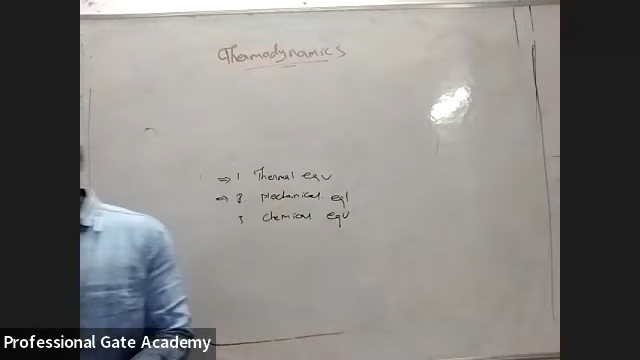 Thermodynamics
⇒ 1 Thermal equ
⇒ 2. Mechanical eql
3 chemical equ
Professional Gate Academy